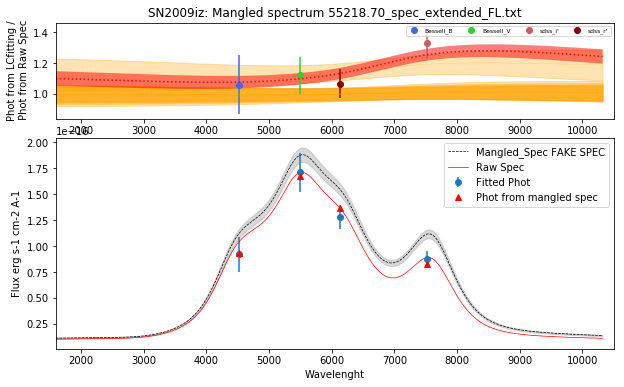 SN2009iz: Mangled spectrum 55218.70_spec_extended_FL.txt
Phot from LCfitting /
Phot from Raw Spec
1.4
1.2
1.0
Bessell_B
Bessell_V
sdss_i'
sdss_r'
2000 3000 4000 5000 6000 7000 8000 9000 10000
1e−16
Flux erg s-1 cm-2 A-1
2.00
1.75
1.50
1.25
1.00
0.75
0.50
0.25
Mangled_Spec FAKE SPEC
Raw Spec
Fitted Phot
Phot from mangled spec
2000 3000 4000 5000 6000 7000 8000 9000 10000
Wavelenght